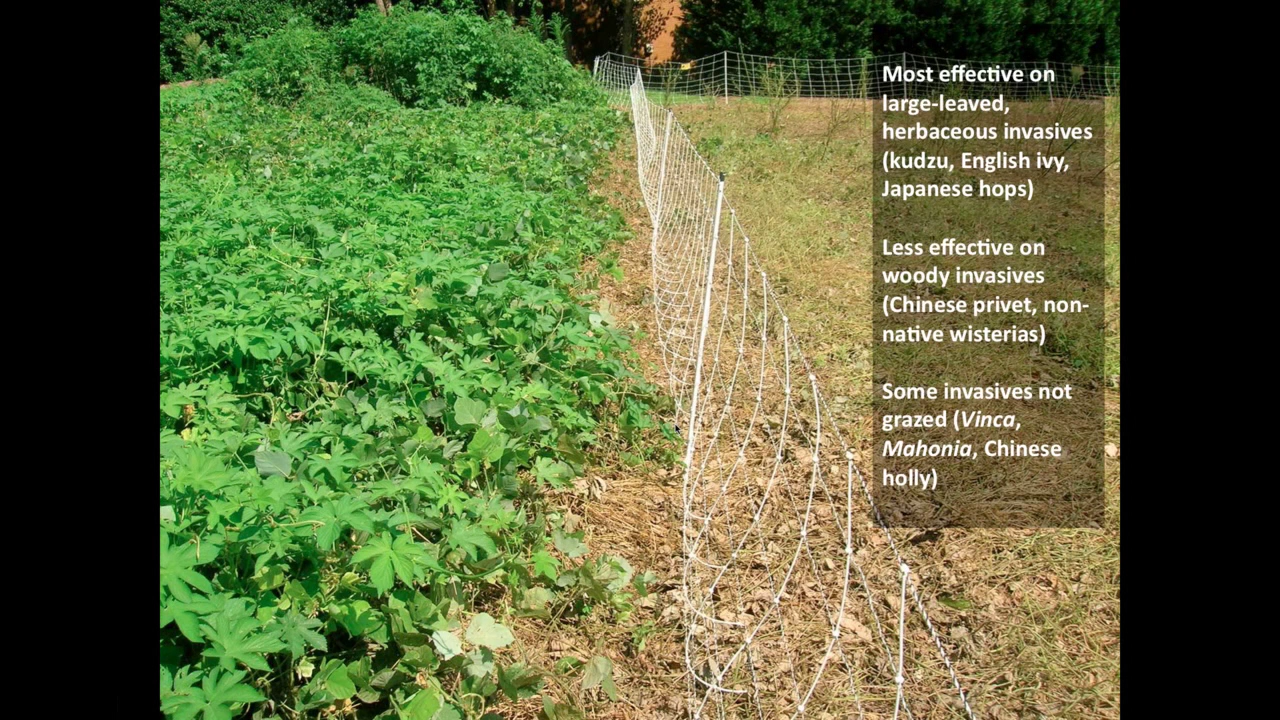 Most effective on
large-leaved,
herbaceous invasives
(kudzu, English ivy,
Japanese hops)
Less effective on
woody invasives
(Chinese privet, non-
native wisterias)
Some invasives not
grazed (Vinca,
Mahonia, Chinese
holly)